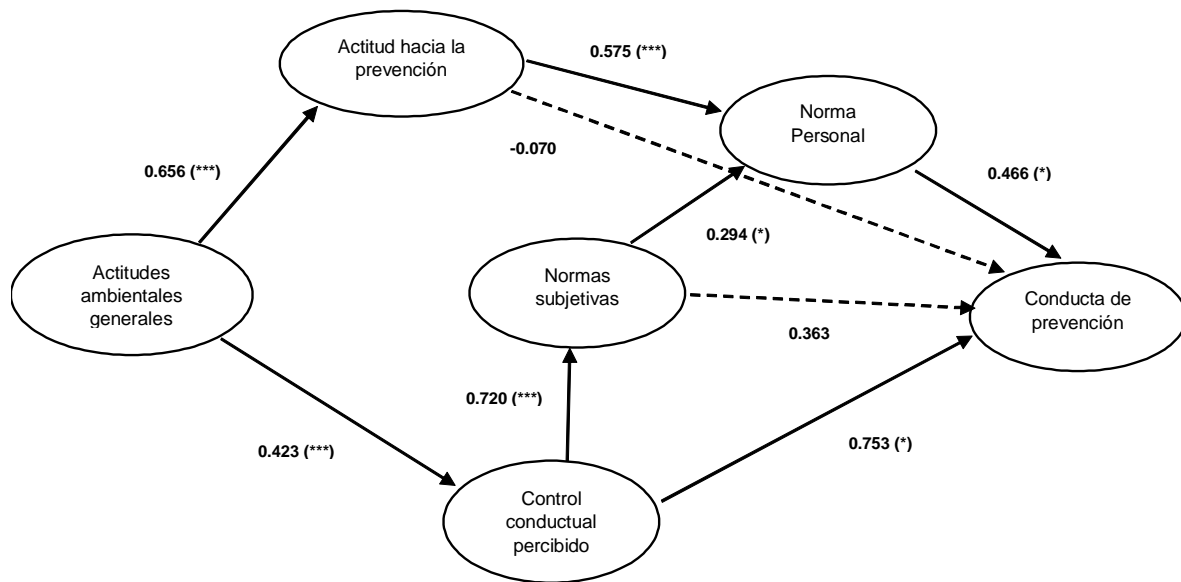 Actitud hacia la
prevención
0.575 (***)
Norma
Personal
-0.070
0.656 (***)
0.466 (*)
0.294 (*)
Actitudes
ambientales
generales
Normas
subjetivas
Conducta de
prevención
0.363
0.720 (***)
0.423 (***)
0.753 (*)
Control
conductual
percibido